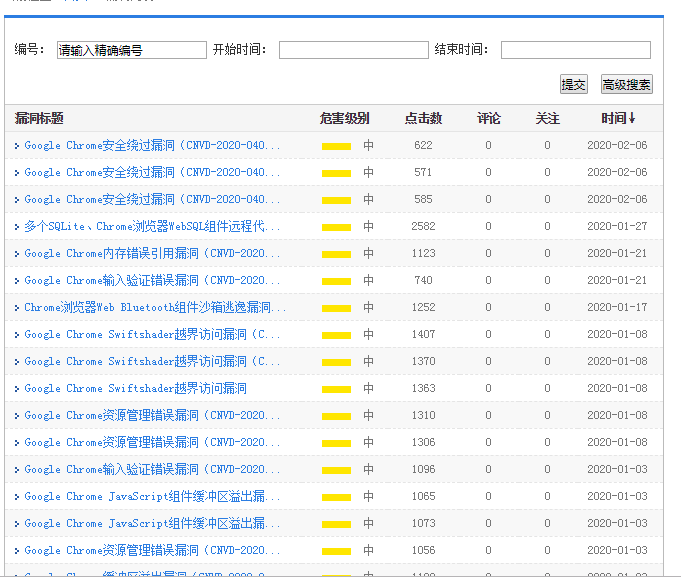 编号： 请输入精确编号 开始时间： 结束时间：
提交 高级搜索
漏洞标题 危害级别 点击数 评论 关注 时间↓
Google Chrome安全绕过漏洞（CNVD-2020-040... 中 622 0 0 2020-02-06
Google Chrome安全绕过漏洞（CNVD-2020-040... 中 571 0 0 2020-02-06
Google Chrome安全绕过漏洞（CNVD-2020-040... 中 585 0 0 2020-02-06
多个SQLite、Chrome浏览器WebSQL组件远程代... 中 2582 0 0 2020-01-27
Google Chrome内存错误引用漏洞（CNVD-2020... 中 1123 0 0 2020-01-21
Google Chrome输入验证错误漏洞（CNVD-2020... 中 740 0 0 2020-01-21
Chrome浏览器Web Bluetooth组件沙箱逃逸漏洞... 中 1252 0 0 2020-01-17
Google Chrome Swiftshader越界访问漏洞（C... 中 1407 0 0 2020-01-08
Google Chrome Swiftshader越界访问漏洞（C... 中 1370 0 0 2020-01-08
Google Chrome Swiftshader越界访问漏洞 中 1363 0 0 2020-01-08
Google Chrome资源管理错误漏洞（CNVD-2020... 中 1310 0 0 2020-01-08
Google Chrome资源管理错误漏洞（CNVD-2020... 中 1306 0 0 2020-01-08
Google Chrome输入验证错误漏洞（CNVD-2020... 中 1096 0 0 2020-01-03
Google Chrome JavaScript组件缓冲区溢出漏... 中 1065 0 0 2020-01-03
Google Chrome JavaScript组件缓冲区溢出漏... 中 1073 0 0 2020-01-03
Google Chrome资源管理错误漏洞（CNVD-2020... 中 1056 0 0 2020-01-03